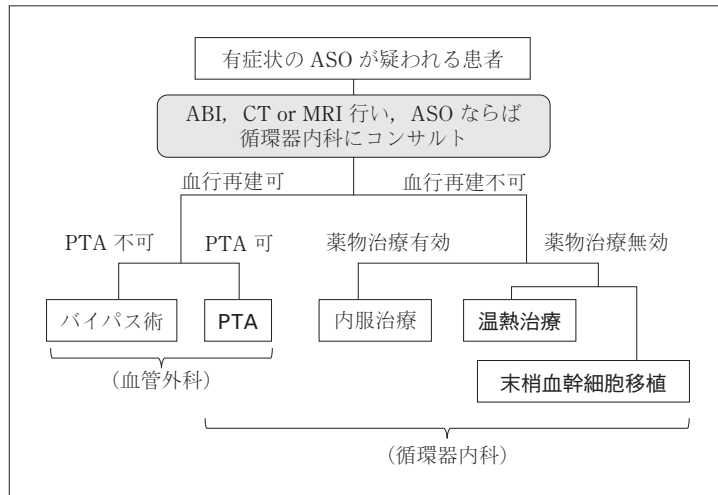 有症状の ASO が疑われる患者
ABI，CT or MRI 行い，ASO ならば
循環器内科にコンサルト
血行再建可
血行再建不可
PTA 不可
PTA 可
薬物治療有効
薬物治療無効
バイパス術
PTA
内服治療
温熱治療
末梢血幹細胞移植
(血管外科)
(循環器内科)